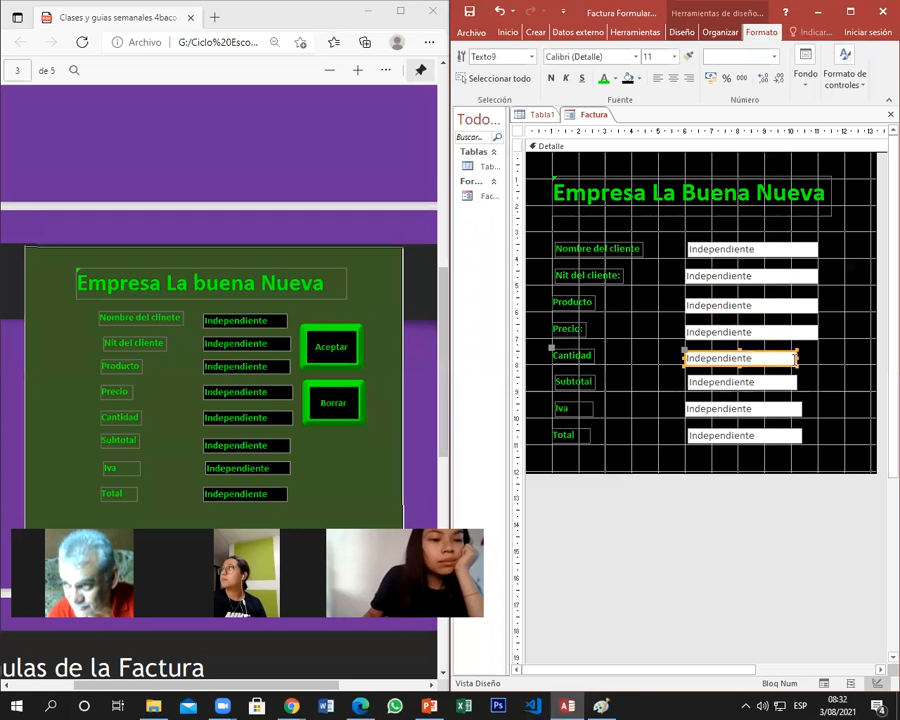 Clases y guias semanales 4baco
Archivo G:/Ciclo%20Esco...
3 de 5
Empresa La buena Nueva
Nombre del clinete Independiente
Nit del cliente Independiente
Producto Independiente
Precio Independiente
Cantidad Independiente
Subtotal Independiente
Iva Independiente
Total Independiente
Aceptar
Borrar
ulas de la Factura
Factura Formular... Herramientas de diseño...
Archivo Inicio Crear Datos externo Herramientas Diseño Organizar Formato Indicar... Iniciar sesión
Texto9 Calibri (Detalle) 11
Seleccionar todo N K S % 000
Fondo Formato de controles
Selección Fuente Número
Todo... Tabla1 Factura
Buscar...
Tablas
Tab...
For...
Fac...
Detalle
Empresa La Buena Nueva
Nombre del cliente Independiente
Nit del cliente: Independiente
Producto Independiente
Precio: Independiente
Cantidad Independiente
Subtotal Independiente
Iva Independiente
Total Independiente
Vista Diseño Bloq Num
ESP 08:32
3/08/2021